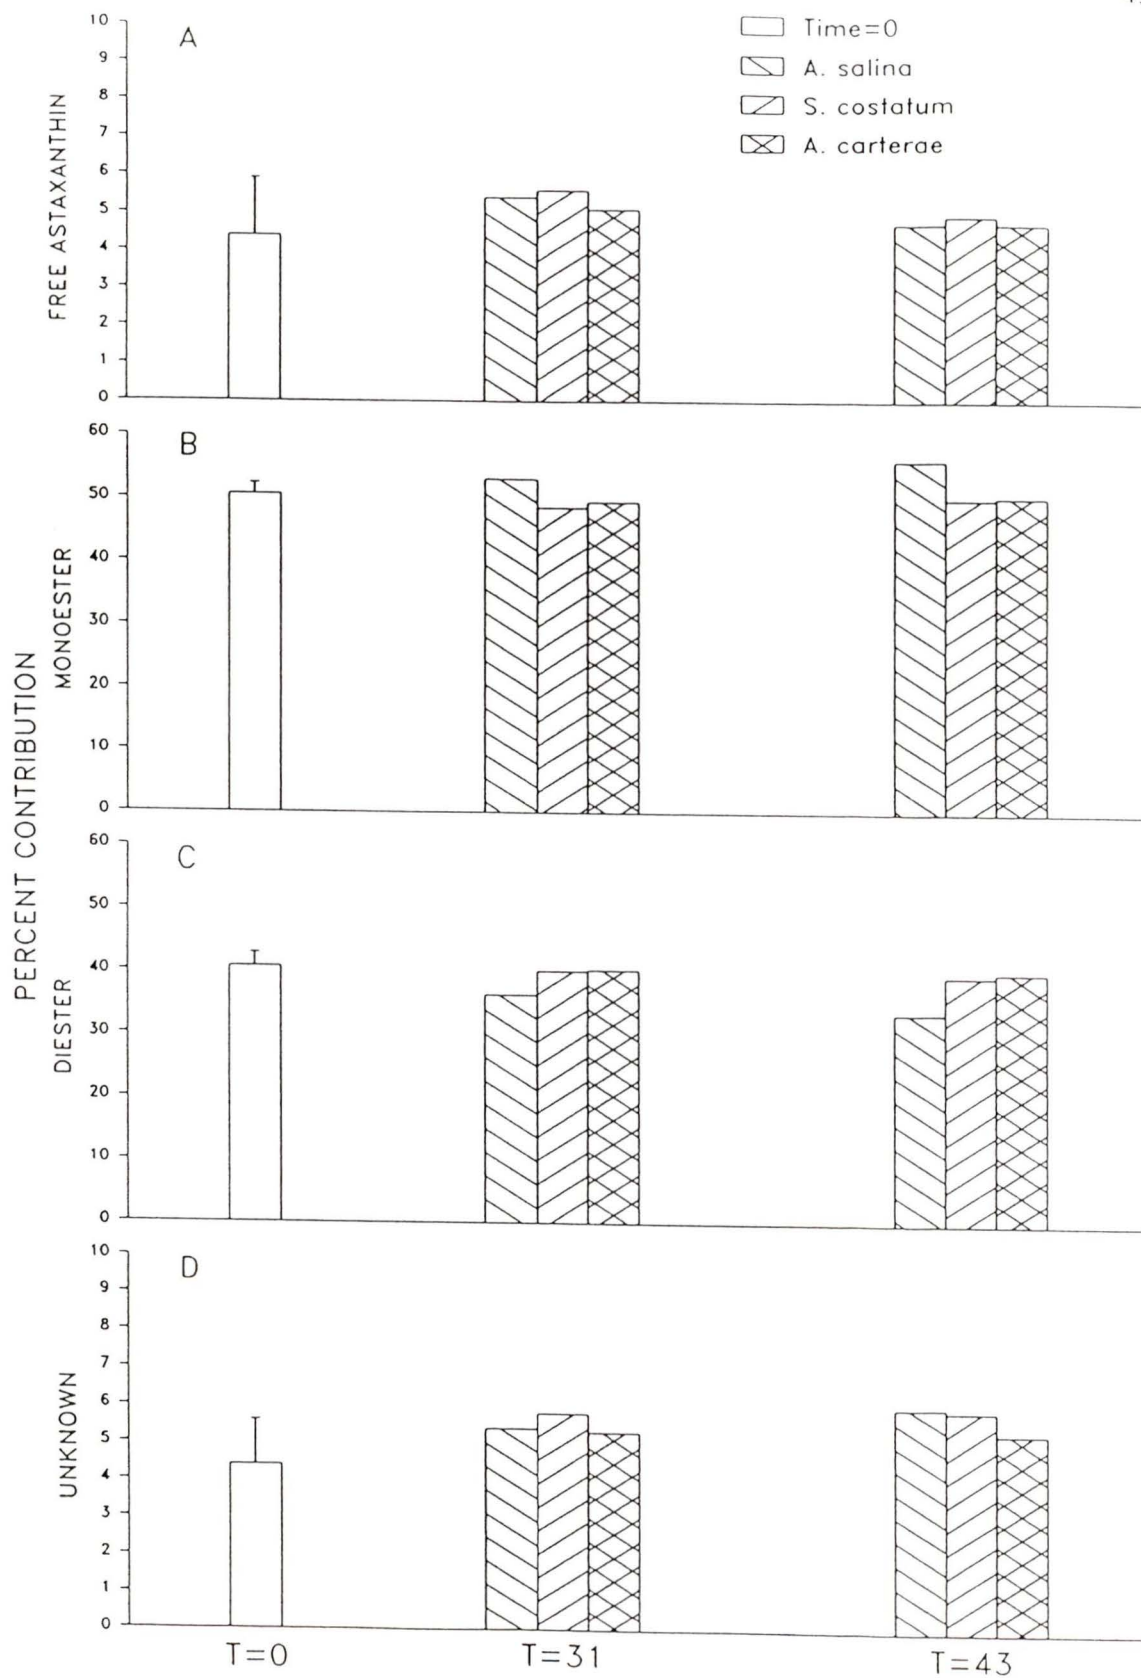 A
Time=0
A. salina
S. costatum
A. carterae
10
9
8
7
6
5
4
3
2
1
0
FREE ASTAXANTHIN
B
60
50
40
30
20
10
0
MONOESTER
PERCENT CONTRIBUTION
C
60
50
40
30
20
10
0
DIESTER
D
10
9
8
7
6
5
4
3
2
1
0
UNKNOWN
T=0
T=31
T=43